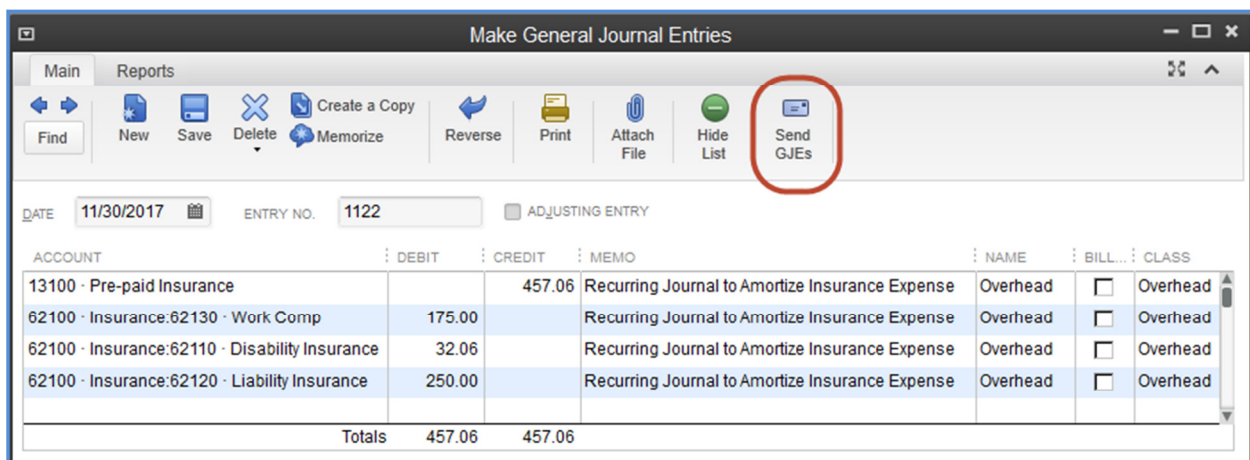 Make General Journal Entries
Main Reports
Find New Save Delete Create a Copy Memorize Reverse Print Attach File Hide List Send GJEs
DATE 11/30/2017 ENTRY NO. 1122 ADJUSTING ENTRY
ACCOUNT DEBIT CREDIT MEMO NAME BILL... CLASS
13100 · Pre-paid Insurance 457.06 Recurring Journal to Amortize Insurance Expense Overhead Overhead
62100 · Insurance:62130 · Work Comp 175.00 Recurring Journal to Amortize Insurance Expense Overhead Overhead
62100 · Insurance:62110 · Disability Insurance 32.06 Recurring Journal to Amortize Insurance Expense Overhead Overhead
62100 · Insurance:62120 · Liability Insurance 250.00 Recurring Journal to Amortize Insurance Expense Overhead Overhead
Totals 457.06 457.06